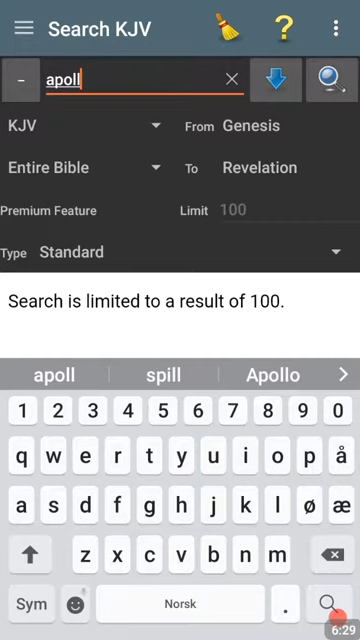 Search KJV ?
- apoll
KJV From Genesis
Entire Bible To Revelation
Premium Feature Limit 100
Type Standard
Search is limited to a result of 100.
apoll spill Apollo
1 2 3 4 5 6 7 8 9 0
q w e r t y u i o p å
a s d f g h j k l ø æ
z x c v b n m
Sym Norsk .
6:29